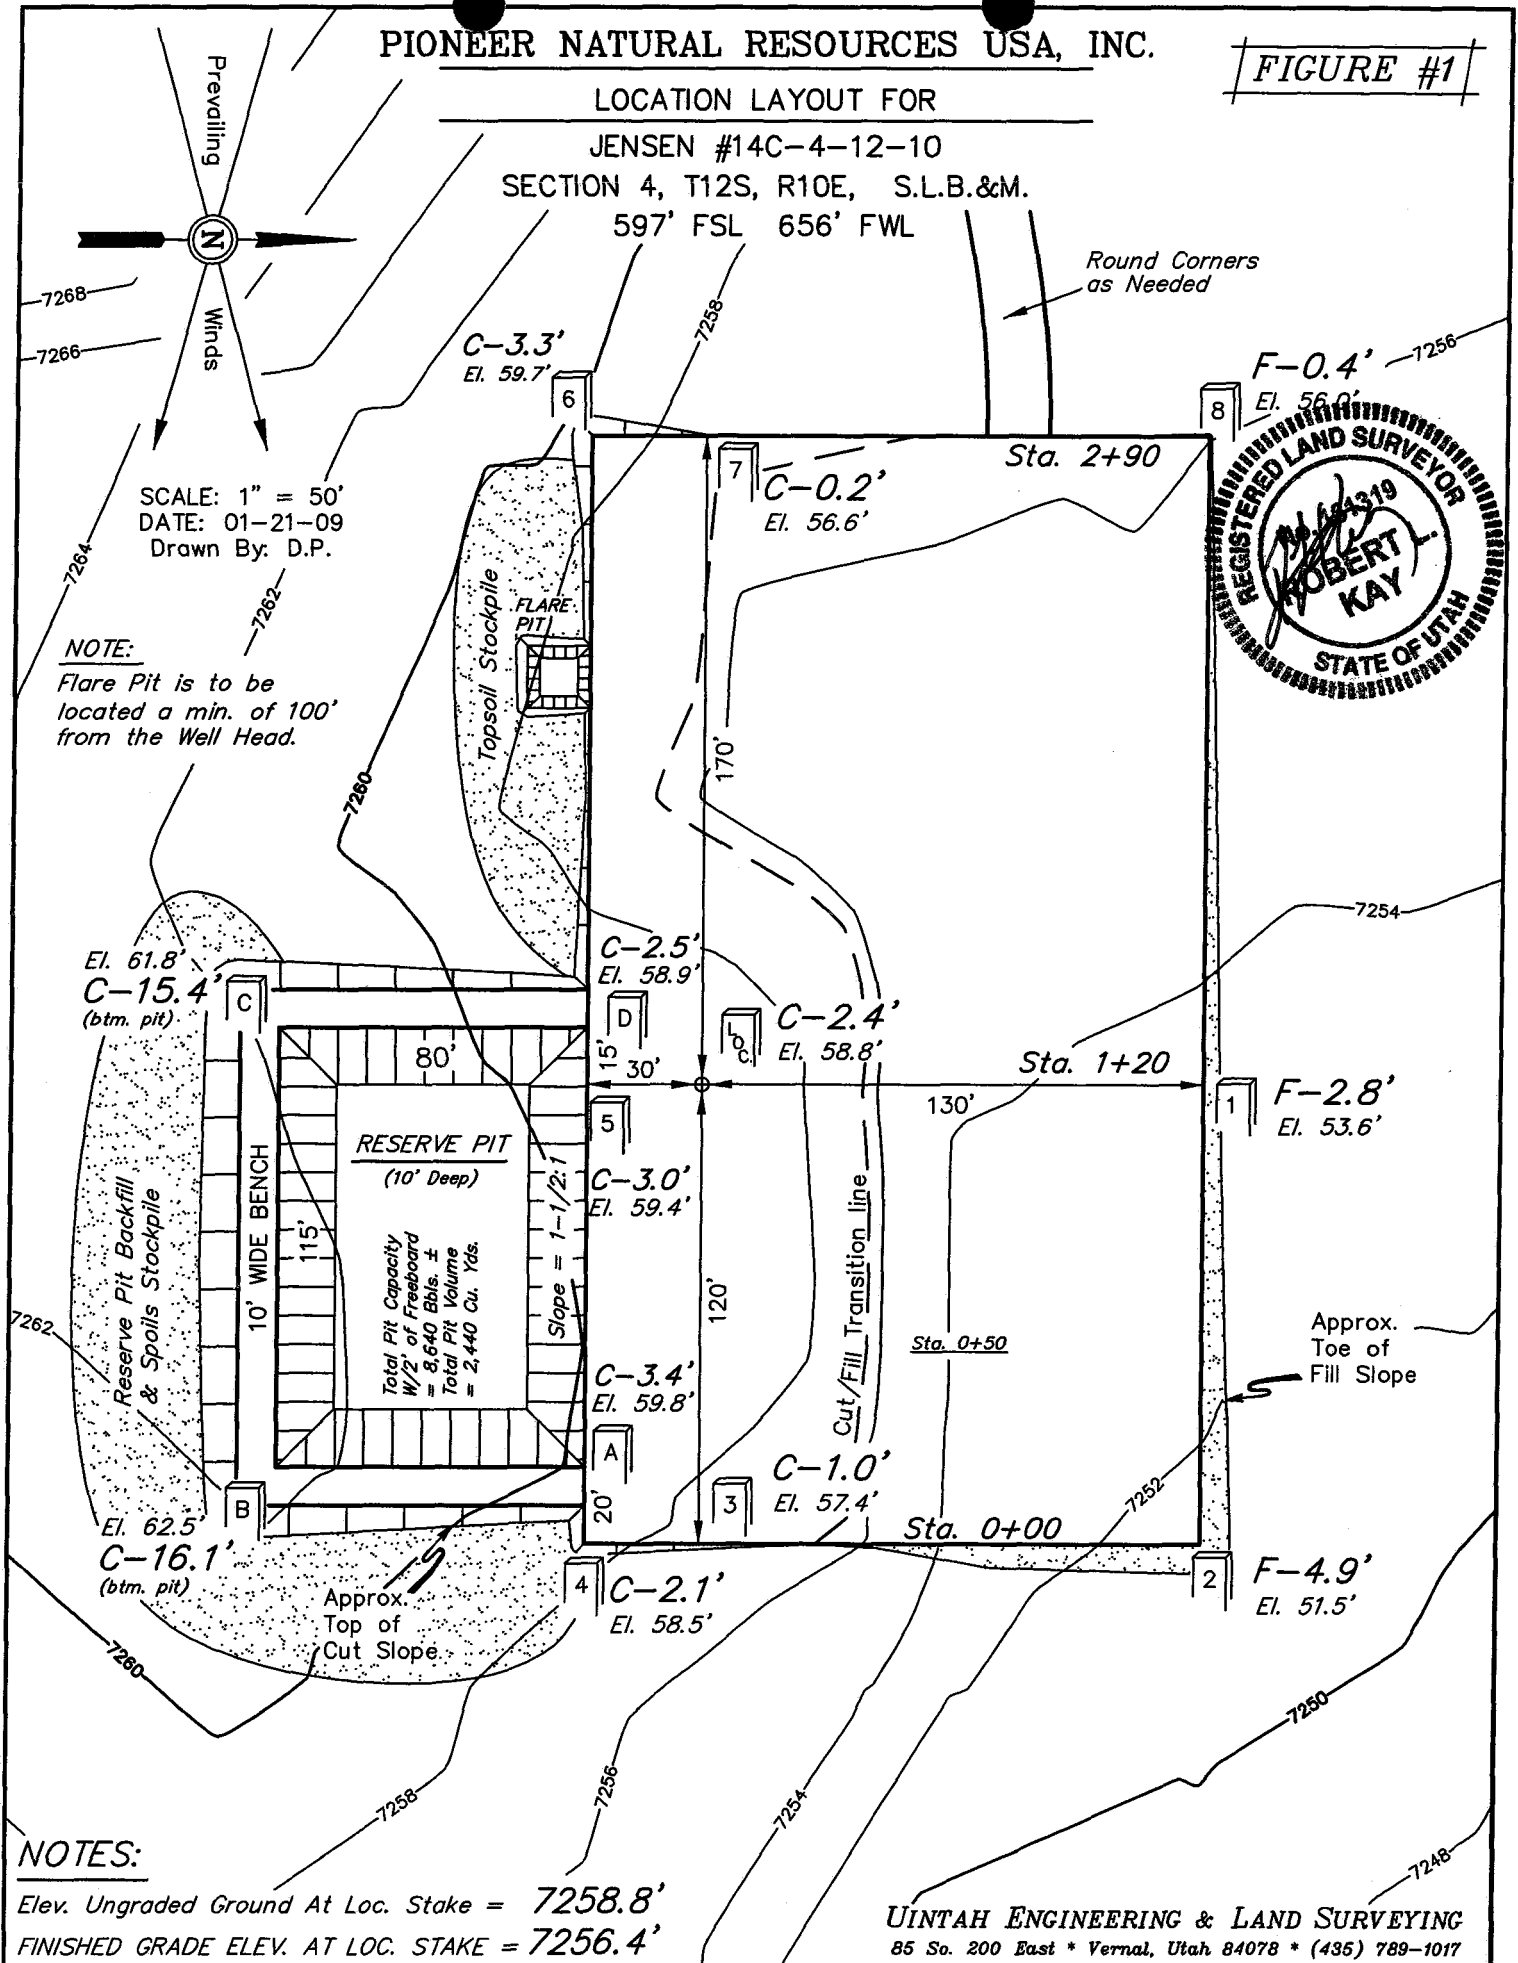 PIONEER NATURAL RESOURCES USA, INC.
FIGURE #1
LOCATION LAYOUT FOR
JENSEN #14C-4-12-10
SECTION 4, T12S, R10E, S.L.B.&M.
597' FSL 656' FWL
Prevailing
N
Winds
Round Corners
as Needed
7268
7266
7258
7256
C-3.3'
El. 59.7'
6
F-0.4'
El. 56.0'
8
SCALE: 1" = 50'
DATE: 01-21-09
Drawn By: D.P.
7
C-0.2'
El. 56.6'
Sta. 2+90
REGISTERED LAND SURVEYOR
No. 161319
ROBERT L.
KAY
STATE OF UTAH
7264
7262
FLARE
PIT
Topsoil Stockpile
NOTE:
Flare Pit is to be
located a min. of 100'
from the Well Head.
170'
7260
7254
El. 61.8'
C-15.4'
(btm. pit)
C
C-2.5'
El. 58.9'
D
LOC.
C-2.4'
El. 58.8'
80'
15'
30'
Sta. 1+20
130'
1
F-2.8'
El. 53.6'
5
C-3.0'
El. 59.4'
RESERVE PIT
(10' Deep)
Reserve Pit Backfill
& Spoils Stockpile
10' WIDE BENCH
115'
Total Pit Capacity
W/2' of Freeboard
= 8,640 Bbls. ±
Total Pit Volume
= 2,440 Cu. Yds.
Slope = 1-1/2:1
120'
Cut/Fill Transition line
Sta. 0+50
7262
Approx.
Toe of
Fill Slope
C-3.4'
El. 59.8'
A
20'
B
El. 62.5'
C-16.1'
(btm. pit)
3
C-1.0'
El. 57.4'
Sta. 0+00
7252
4
C-2.1'
El. 58.5'
2
F-4.9'
El. 51.5'
Approx.
Top of
Cut Slope
7260
7250
7258
7256
7254
7248
NOTES:
Elev. Ungraded Ground At Loc. Stake = 7258.8'
FINISHED GRADE ELEV. AT LOC. STAKE = 7256.4'
UINTAH ENGINEERING & LAND SURVEYING
85 So. 200 East * Vernal, Utah 84078 * (435) 789-1017